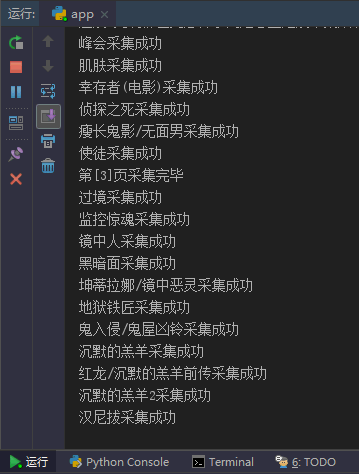 运行: app
峰会采集成功
肌肤采集成功
幸存者(电影)采集成功
侦探之死采集成功
瘦长鬼影/无面男采集成功
使徒采集成功
第[3]页采集完毕
过境采集成功
监控惊魂采集成功
镜中人采集成功
黑暗面采集成功
坤蒂拉娜/镜中恶灵采集成功
地狱铁匠采集成功
鬼入侵/鬼屋凶铃采集成功
沉默的羔羊采集成功
红龙/沉默的羔羊前传采集成功
沉默的羔羊2采集成功
汉尼拔采集成功
运行 Python Console Terminal 6: TODO